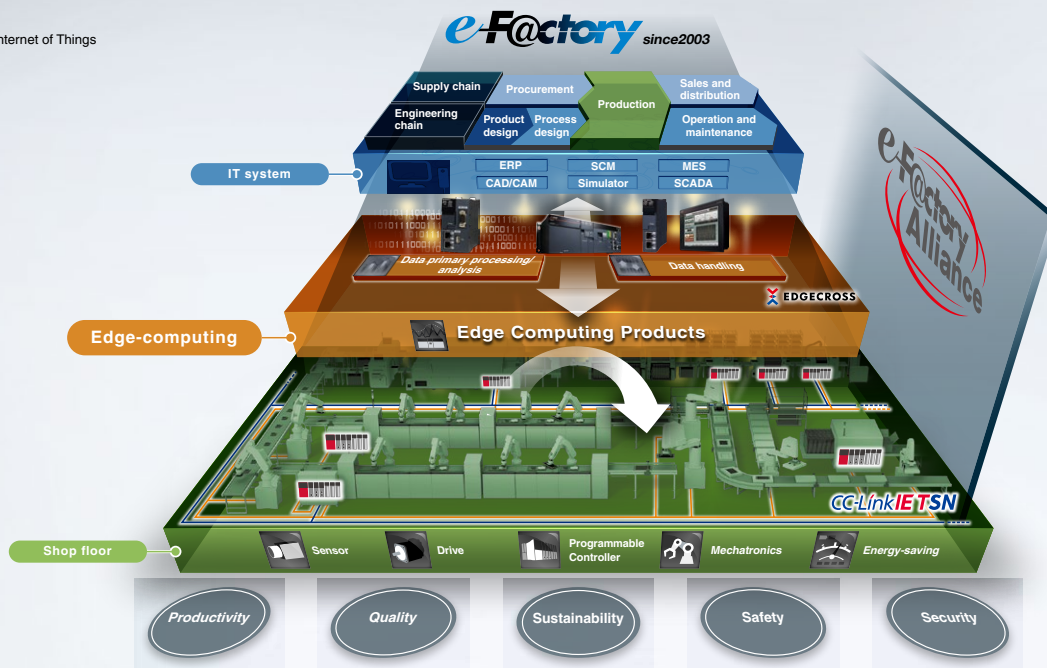 nternet of Things
e-F@ctory since2003
Supply chain
Procurement
Production
Sales and
distribution
Engineering
chain
Product
design
Process
design
Operation and
maintenance
IT system
ERP
SCM
MES
CAD/CAM
Simulator
SCADA
Data primary processing/
analysis
Data handling
EDGECROSS
Edge-computing
Edge Computing Products
e-F@ctory
Alliance
CC-Link IE TSN
Shop floor
Sensor
Drive
Programmable
Controller
Mechatronics
Energy-saving
Productivity
Quality
Sustainability
Safety
Security